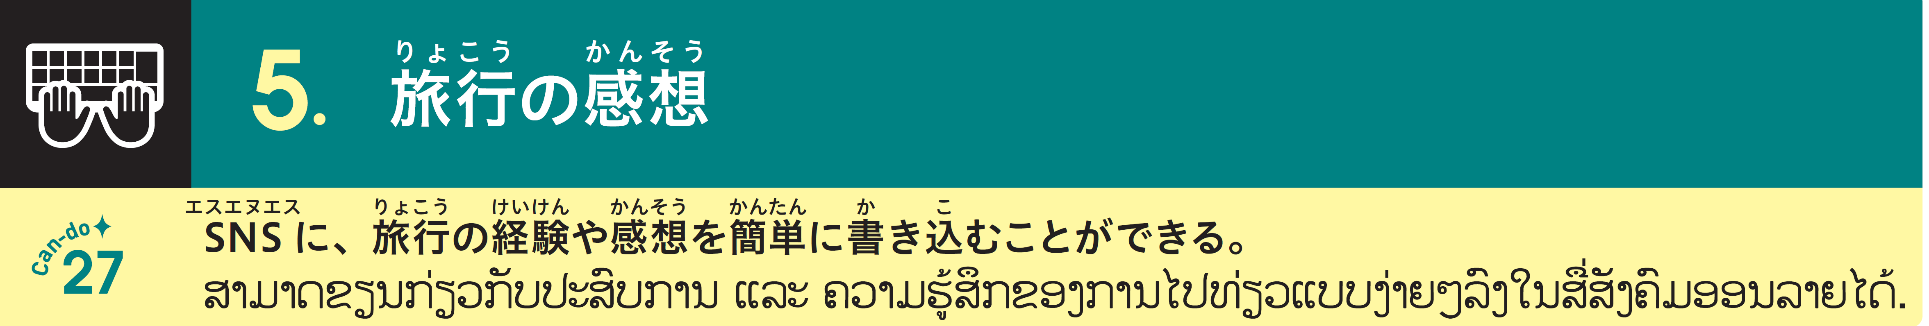 りょこう かんそう
5. 旅行の感想
エスエヌエス りょこう けいけん かんそう かんたん か こ
Can-do 27 SNSに、旅行の経験や感想を簡単に書き込むことができる。
ສາມາດຂຽນກ່ຽວກັບປະສົບການ ແລະ ຄວາມຮູ້ສຶກຂອງການໄປທ່ຽວແບບງ່າຍໆລົງໃນສື່ສັງຄົມອອນລາຍໄດ້.